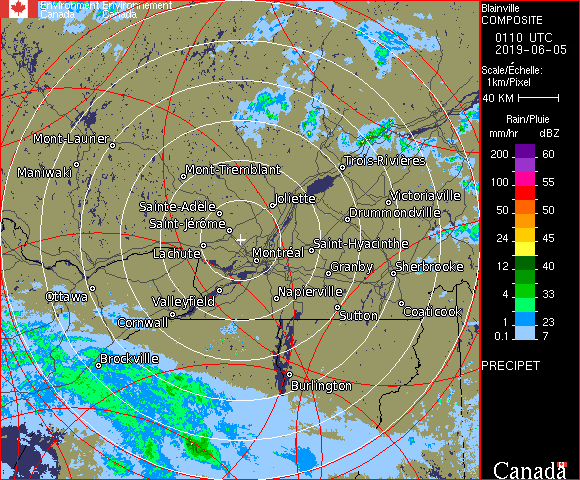 Environment Environnement
Canada Canada
Blainville
COMPOSITE
0110 UTC
2019-06-05
Scale/Échelle:
1km/Pixel
40 KM
Rain/Pluie
mm/hr dBZ
200 60
100 55
50 50
24 45
12 40
4 33
1 23
0.1 7
PRECIPET
Mont-Laurier
Maniwaki
Mont-Tremblant
Trois-Rivières
Joliette
Victoriaville
Sainte-Adèle
Drummondville
Saint-Jérôme
Saint-Hyacinthe
Lachute
Montréal
Granby
Sherbrooke
Ottawa
Valleyfield
Napierville
Coaticook
Cornwall
Sutton
Brockville
Burlington
Canada